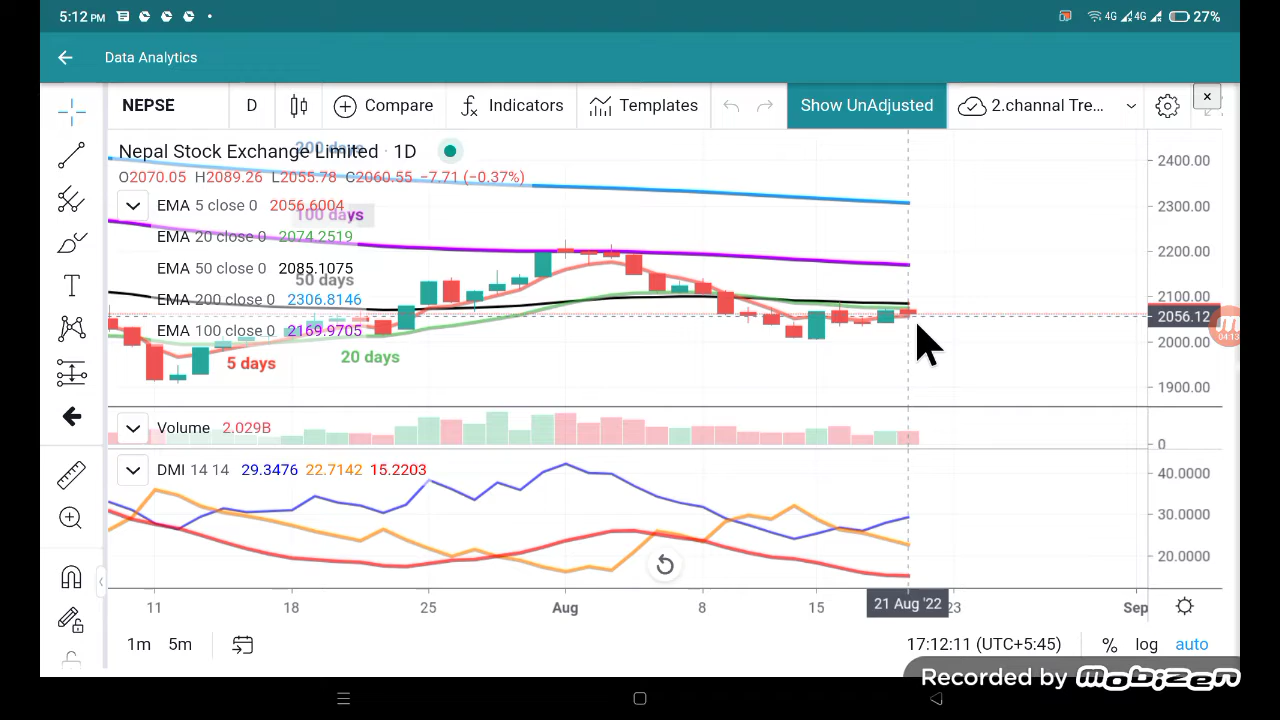 5:12 PM 4G 4G 27%
Data Analytics
NEPSE D Compare Indicators Templates Show UnAdjusted 2.channal Tre...
Nepal Stock Exchange Limited · 1D
O2070.05 H2089.26 L2055.78 C2060.55 −7.71 (−0.37%)
200 days
EMA 5 close 0 2056.6004
100 days
EMA 20 close 0 2074.2519
EMA 50 close 0 2085.1075
50 days
EMA 200 close 0 2306.8146
EMA 100 close 0 2169.9705
5 days
20 days
2400.00
2300.00
2200.00
2100.00
2056.12
2000.00
1900.00
04:13
Volume 2.029B
0
DMI 14 14 29.3476 22.7142 15.2203
40.0000
30.0000
20.0000
11 18 25 Aug 8 15 21 Aug '22 23 Sep
1m 5m 17:12:11 (UTC+5:45) % log auto
Recorded by mobizen